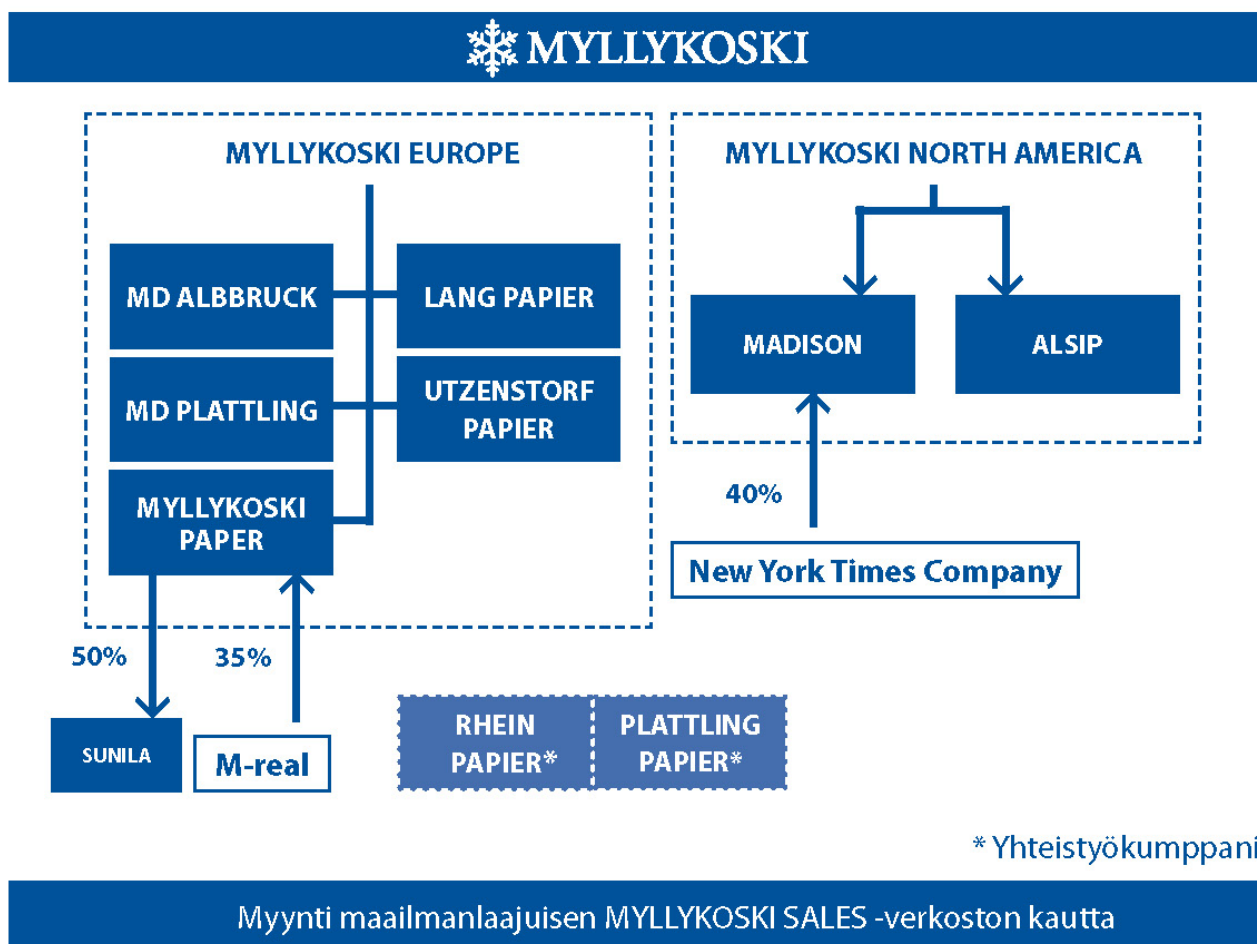 MYLLYKOSKI
MYLLYKOSKI EUROPE
MD ALBBRUCK
LANG PAPIER
MD PLATTLING
UTZENSTORF
PAPIER
MYLLYKOSKI
PAPER
50%
35%
SUNILA
M-real
MYLLYKOSKI NORTH AMERICA
MADISON
ALSIP
40%
New York Times Company
RHEIN
PAPIER*
PLATTLING
PAPIER*
* Yhteistyökumppani
Myynti maailmanlaajuisen MYLLYKOSKI SALES -verkoston kautta